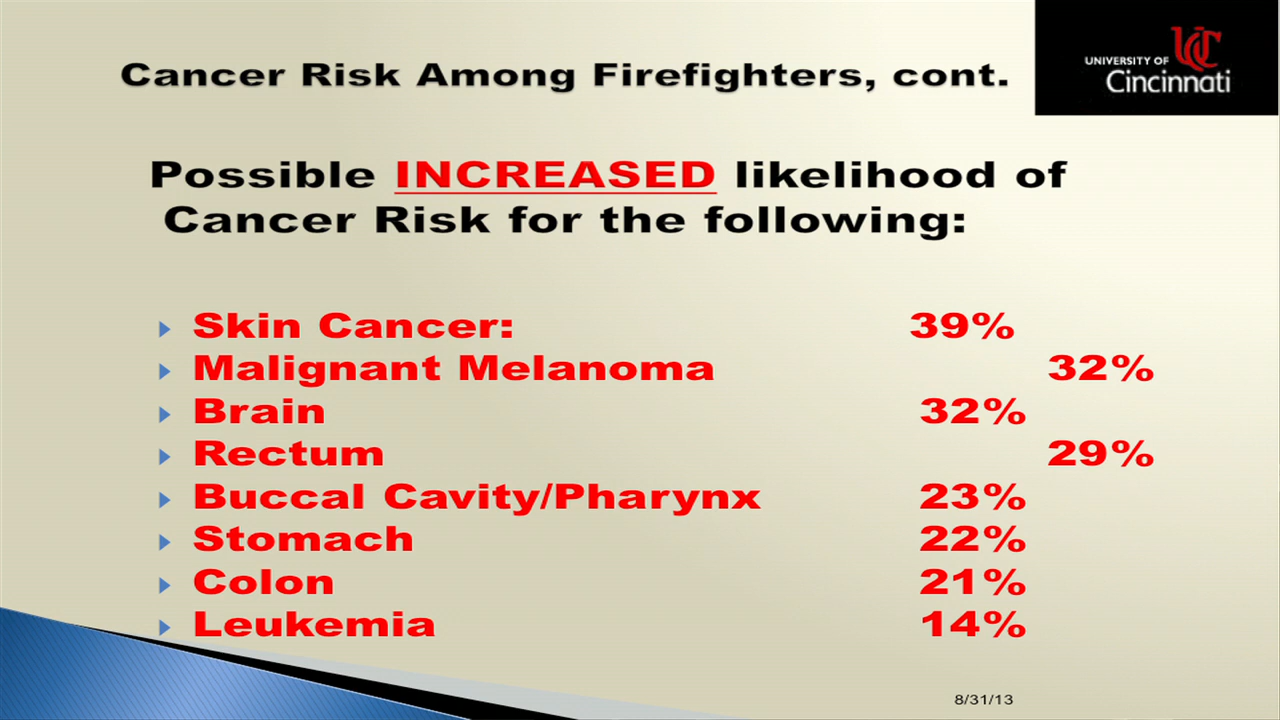 Cancer Risk Among Firefighters, cont.
UNIVERSITY OF
UC
Cincinnati
Possible INCREASED likelihood of
Cancer Risk for the following:
Skin Cancer: 39%
Malignant Melanoma 32%
Brain 32%
Rectum 29%
Buccal Cavity/Pharynx 23%
Stomach 22%
Colon 21%
Leukemia 14%
8/31/13